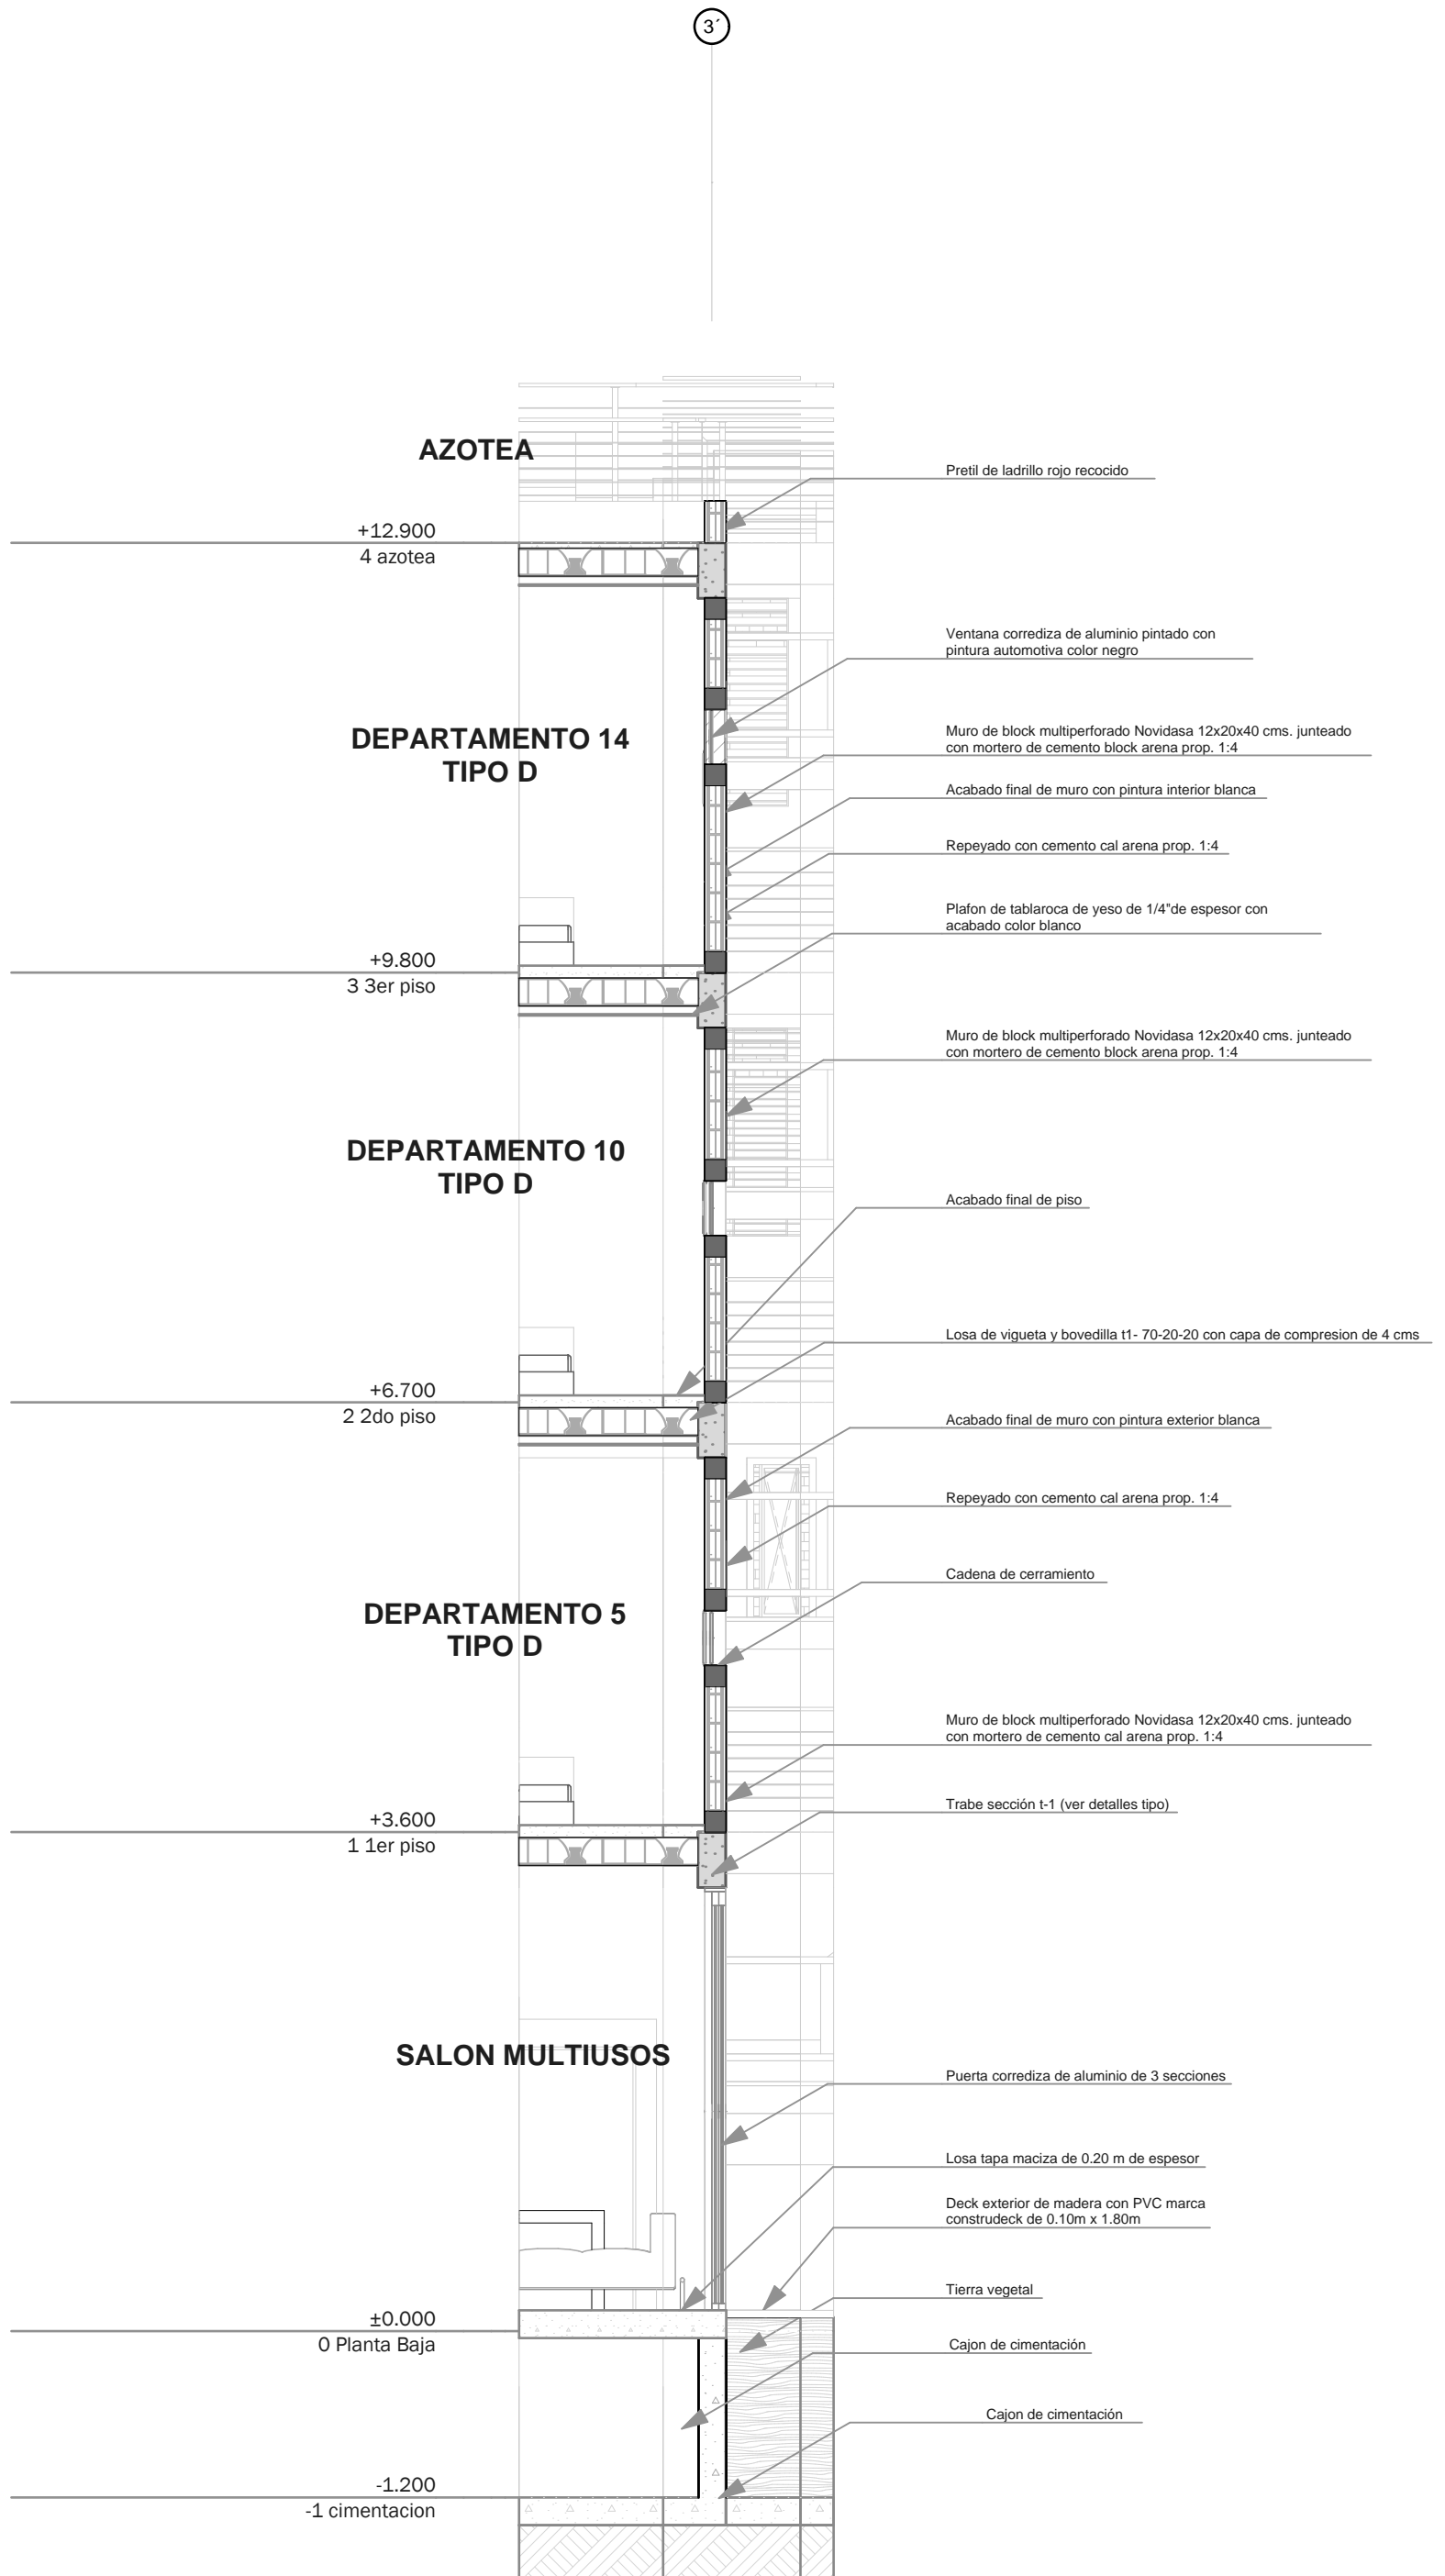 3´
AZOTEA
Pretil de ladrillo rojo recocido
+12.900
4 azotea
Ventana corrediza de aluminio pintado con
pintura automotiva color negro
DEPARTAMENTO 14
TIPO D
Muro de block multiperforado Novidasa 12x20x40 cms. junteado
con mortero de cemento block arena prop. 1:4
Acabado final de muro con pintura interior blanca
Repeyado con cemento cal arena prop. 1:4
Plafon de tablaroca de yeso de 1/4"de espesor con
acabado color blanco
+9.800
3 3er piso
Muro de block multiperforado Novidasa 12x20x40 cms. junteado
con mortero de cemento block arena prop. 1:4
DEPARTAMENTO 10
TIPO D
Acabado final de piso
Losa de vigueta y bovedilla t1- 70-20-20 con capa de compresion de 4 cms
+6.700
2 2do piso
Acabado final de muro con pintura exterior blanca
Repeyado con cemento cal arena prop. 1:4
Cadena de cerramiento
DEPARTAMENTO 5
TIPO D
Muro de block multiperforado Novidasa 12x20x40 cms. junteado
con mortero de cemento cal arena prop. 1:4
Trabe sección t-1 (ver detalles tipo)
+3.600
1 1er piso
SALON MULTIUSOS
Puerta corrediza de aluminio de 3 secciones
Losa tapa maciza de 0.20 m de espesor
Deck exterior de madera con PVC marca
construdeck de 0.10m x 1.80m
Tierra vegetal
±0.000
0 Planta Baja
Cajon de cimentación
Cajon de cimentación
-1.200
-1 cimentacion